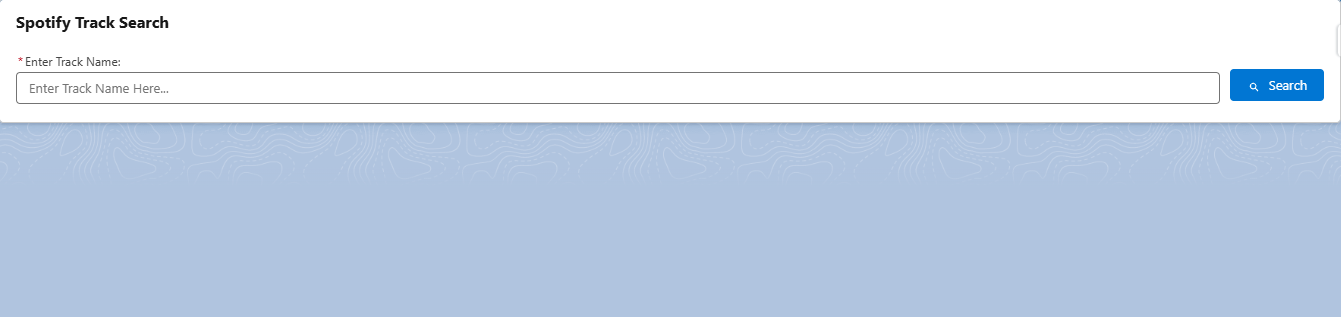 Spotify Track Search
*Enter Track Name:
Enter Track Name Here...
Search